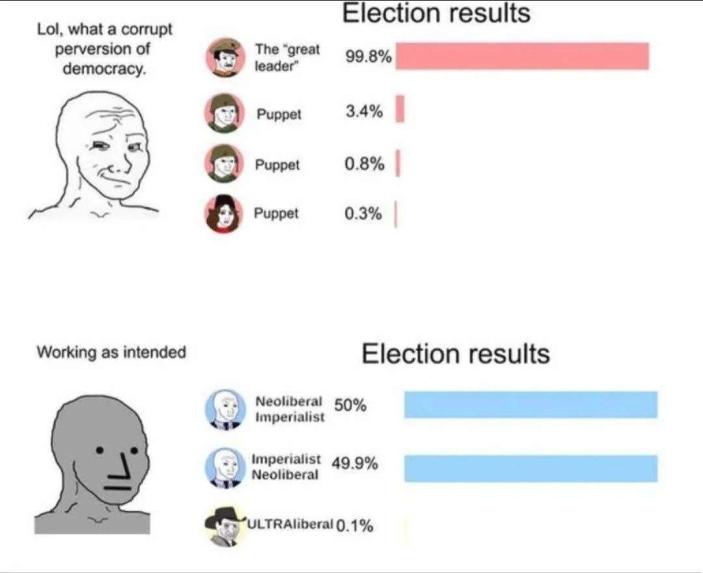 Election results
Lol, what a corrupt
perversion of
democracy.
The "great
leader"
99.8%
Puppet
3.4%
Puppet
0.8%
Puppet
0.3%
Working as intended
Election results
Neoliberal
Imperialist
50%
Imperialist
Neoliberal
49.9%
ULTRAliberal
0.1%